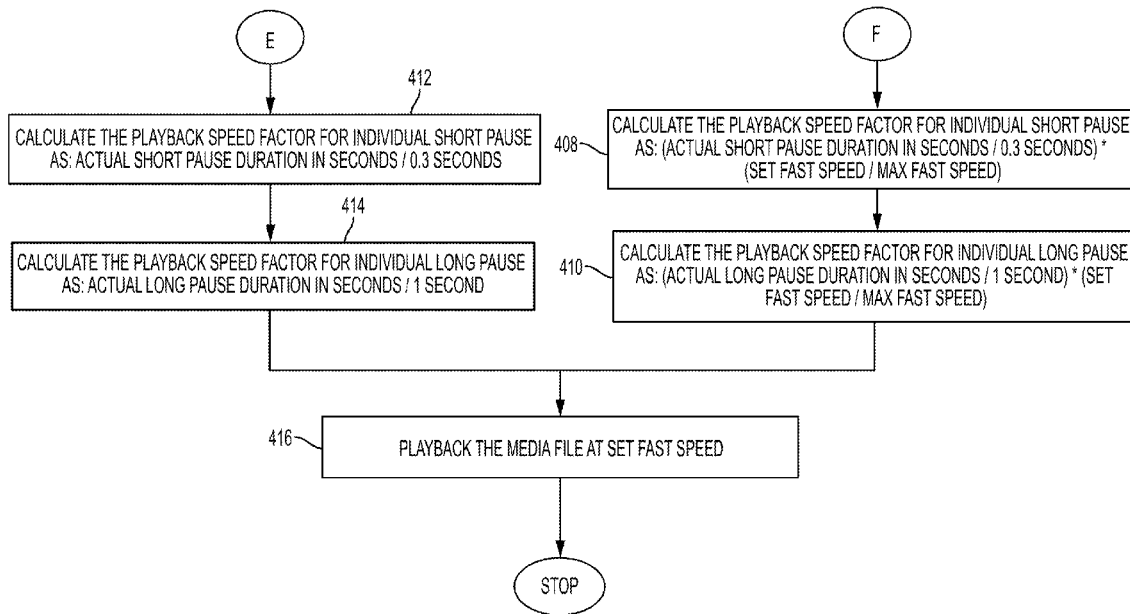 E
412
CALCULATE THE PLAYBACK SPEED FACTOR FOR INDIVIDUAL SHORT PAUSE
AS: ACTUAL SHORT PAUSE DURATION IN SECONDS / 0.3 SECONDS
414
CALCULATE THE PLAYBACK SPEED FACTOR FOR INDIVIDUAL LONG PAUSE
AS: ACTUAL LONG PAUSE DURATION IN SECONDS / 1 SECOND
F
408
CALCULATE THE PLAYBACK SPEED FACTOR FOR INDIVIDUAL SHORT PAUSE
AS: (ACTUAL SHORT PAUSE DURATION IN SECONDS / 0.3 SECONDS) *
(SET FAST SPEED / MAX FAST SPEED)
410
CALCULATE THE PLAYBACK SPEED FACTOR FOR INDIVIDUAL LONG PAUSE
AS: (ACTUAL LONG PAUSE DURATION IN SECONDS / 1 SECOND) * (SET
FAST SPEED / MAX FAST SPEED)
416
PLAYBACK THE MEDIA FILE AT SET FAST SPEED
STOP